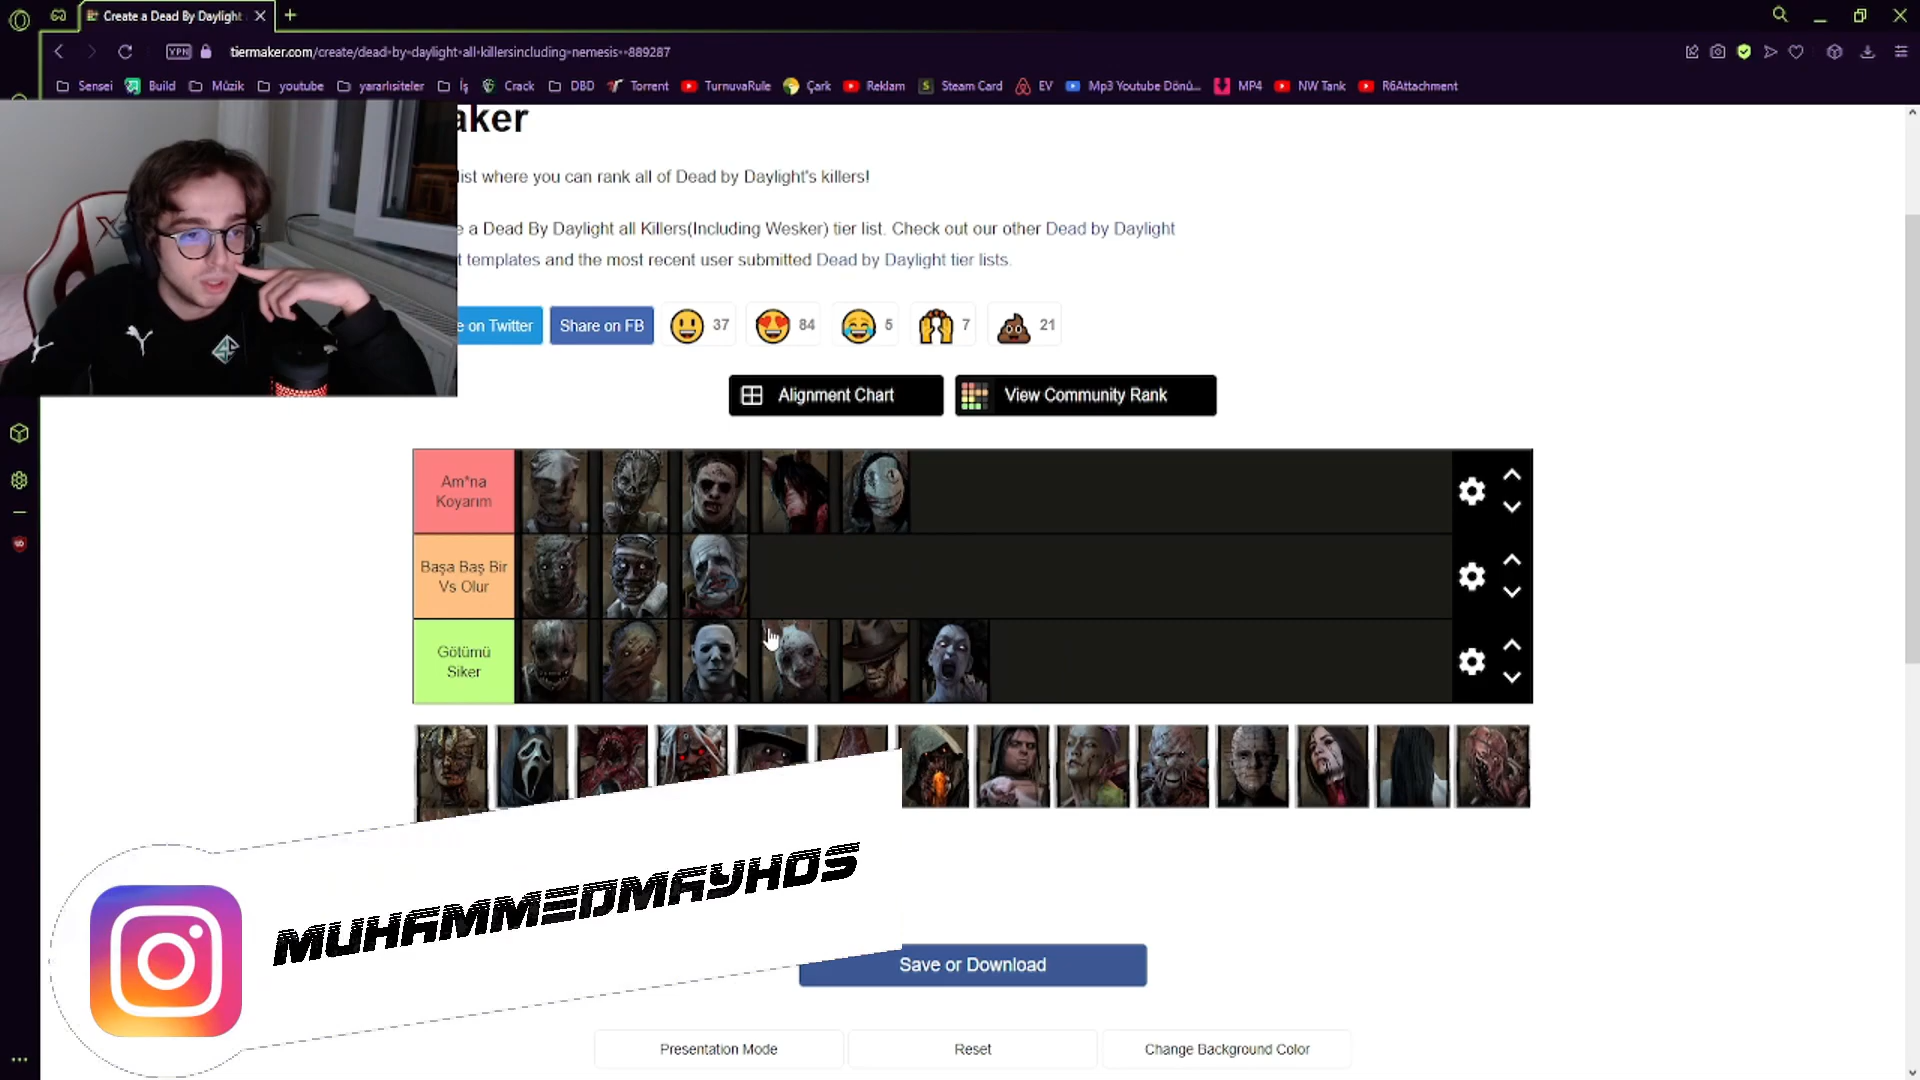 Create a Dead By Daylight
VPN
tiermaker.com/create/dead-by-daylight-all-killersincluding-nemesis--889287
Sensei
Build
Müzik
youtube
yararlısiteler
İş
Crack
DBD
Torrent
TurnuvaRule
Çark
Reklam
Steam Card
EV
Mp3 Youtube Dönü...
MP4
NW Tank
R6Attachment
aker
list where you can rank all of Dead by Daylight's killers!
e a Dead By Daylight all Killers(Including Wesker) tier list. Check out our other Dead by Daylight
t templates and the most recent user submitted Dead by Daylight tier lists.
e on Twitter
Share on FB
37
84
5
7
21
Alignment Chart
View Community Rank
Am*na
Koyarım
Başa Baş Bir
Vs Olur
Götümü
Siker
MUHAMMEDMAYHOS
Save or Download
Presentation Mode
Reset
Change Background Color